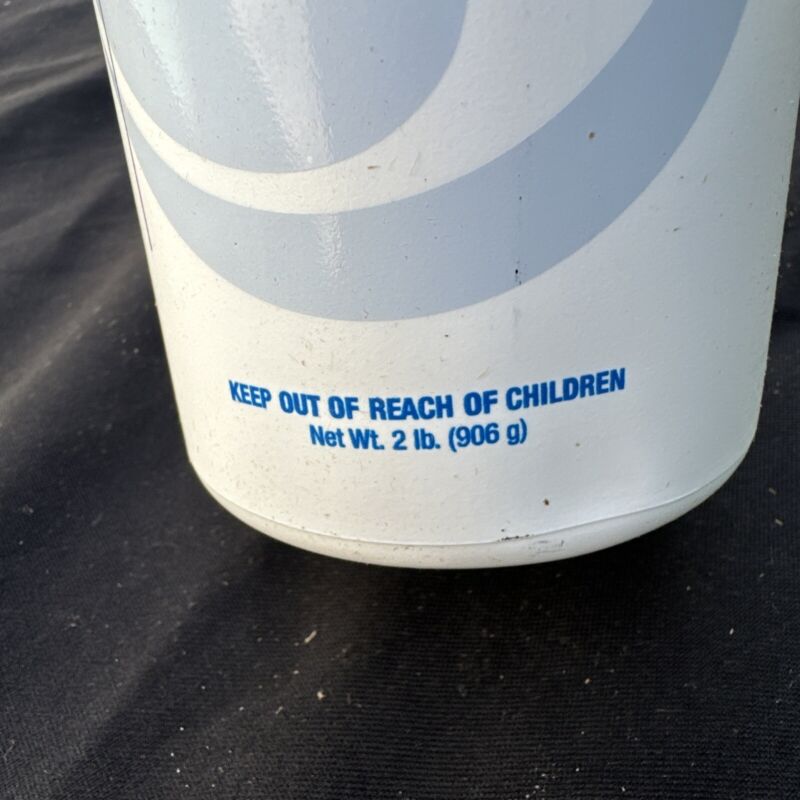 KEEP OUT OF REACH OF CHILDREN
Net Wt. 2 lb. (906 g)